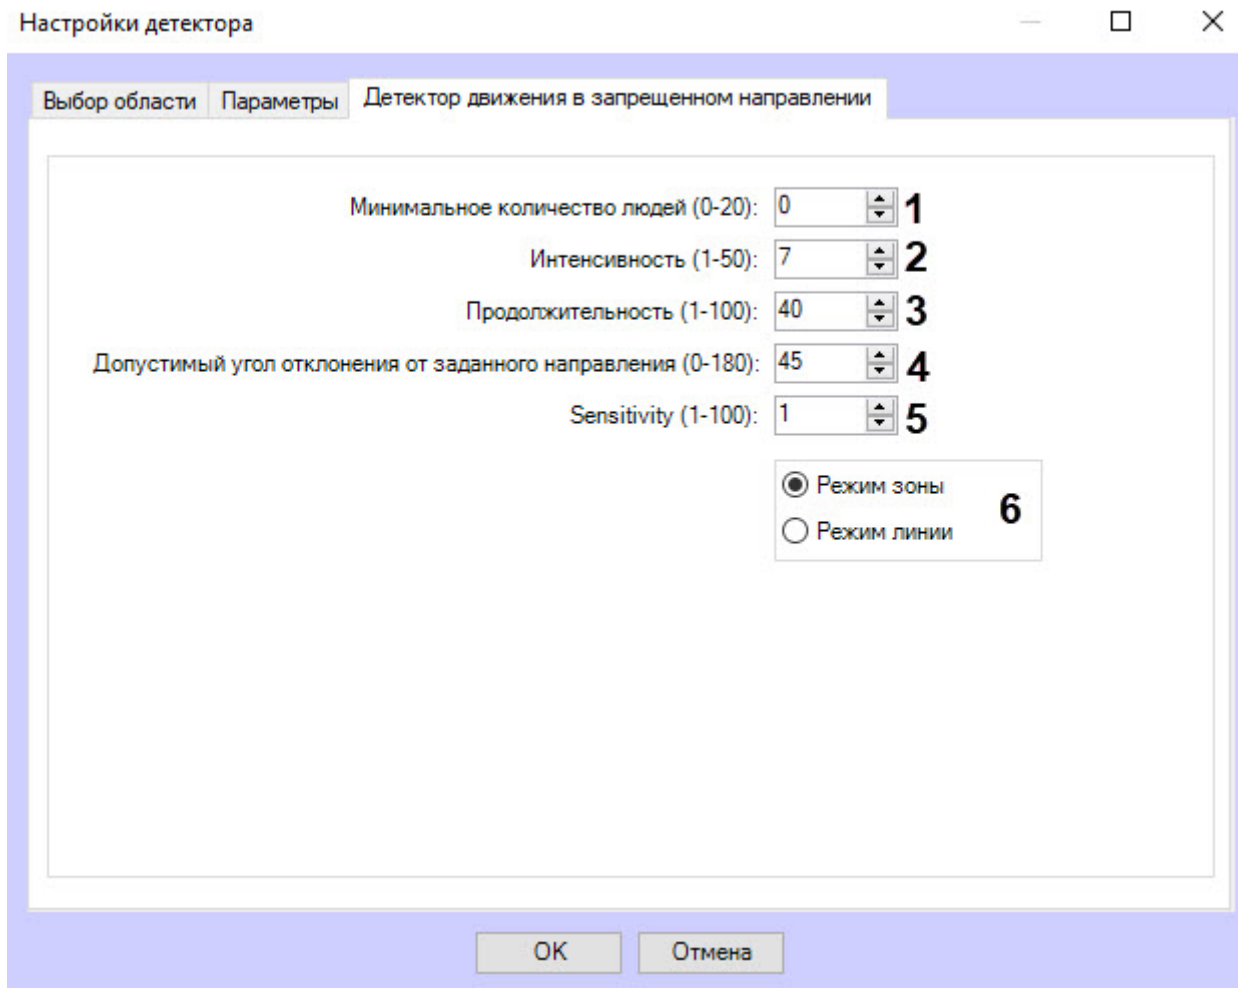 Настройки детектора
Выбор области Параметры Детектор движения в запрещенном направлении
Минимальное количество людей (0-20): 0 1
Интенсивность (1-50): 7 2
Продолжительность (1-100): 40 3
Допустимый угол отклонения от заданного направления (0-180): 45 4
Sensitivity (1-100): 1 5
Режим зоны
6
Режим линии
OK Отмена